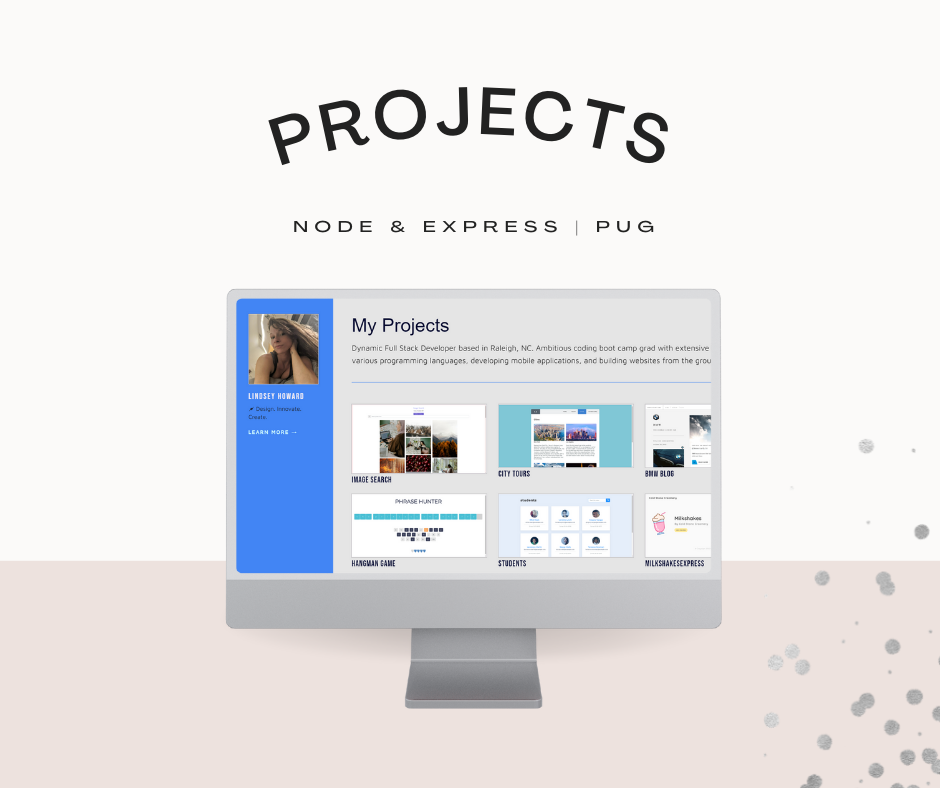 PROJECTS
NODE & EXPRESS | PUG
My Projects
Dynamic Full Stack Developer based in Raleigh, NC. Ambitious coding boot camp grad with extensive
various programming languages, developing mobile applications, and building websites from the grou
LINDSEY HOWARD
Design. Innovate.
Create.
LEARN MORE →
IMAGE SEARCH
CITY TOURS
BMW BLOG
PHRASE HUNTER
Students
Milkshakes
HANGMAN GAME
STUDENTS
MILKSHAKESEXPRESS